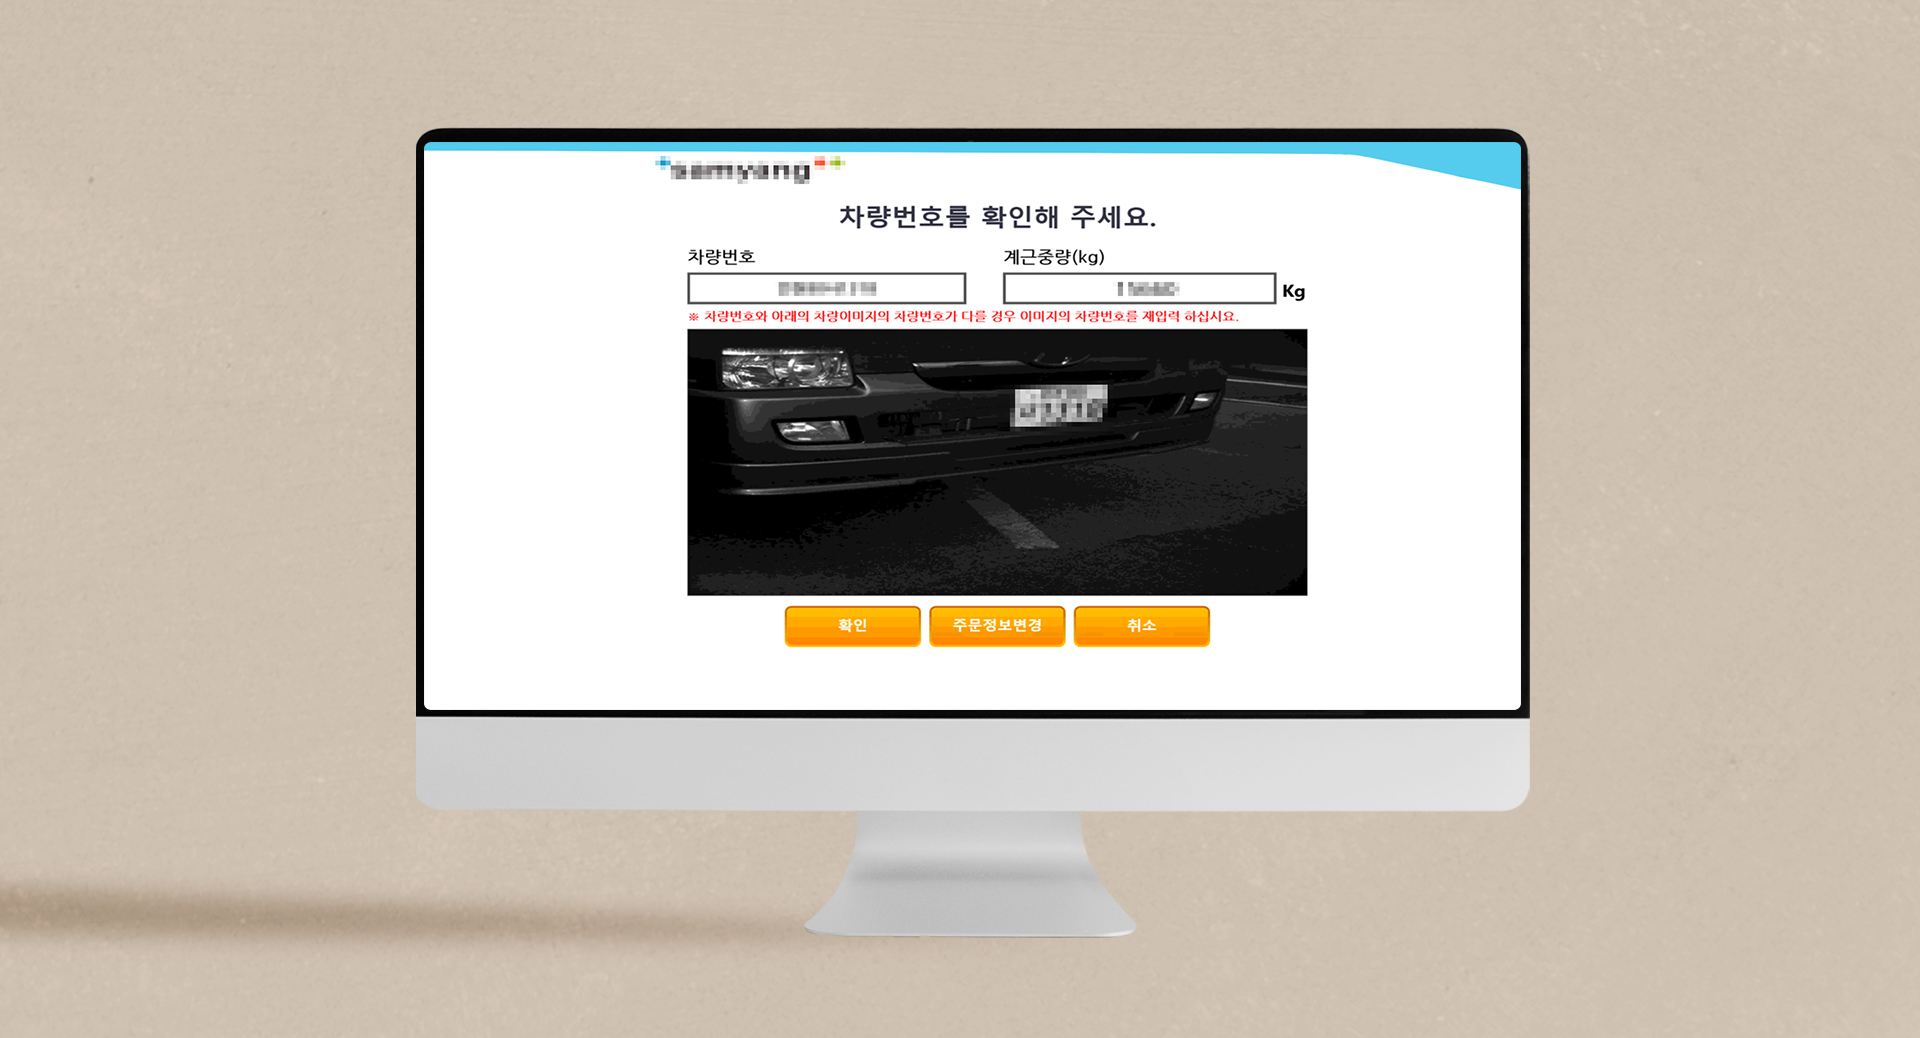 samyang
차량번호를 확인해 주세요.
차량번호
계근중량(kg)
Kg
※ 차량번호와 아래의 차량이미지의 차량번호가 다를 경우 이미지의 차량번호를 재입력 하십시요.
확인
주문정보변경
취소